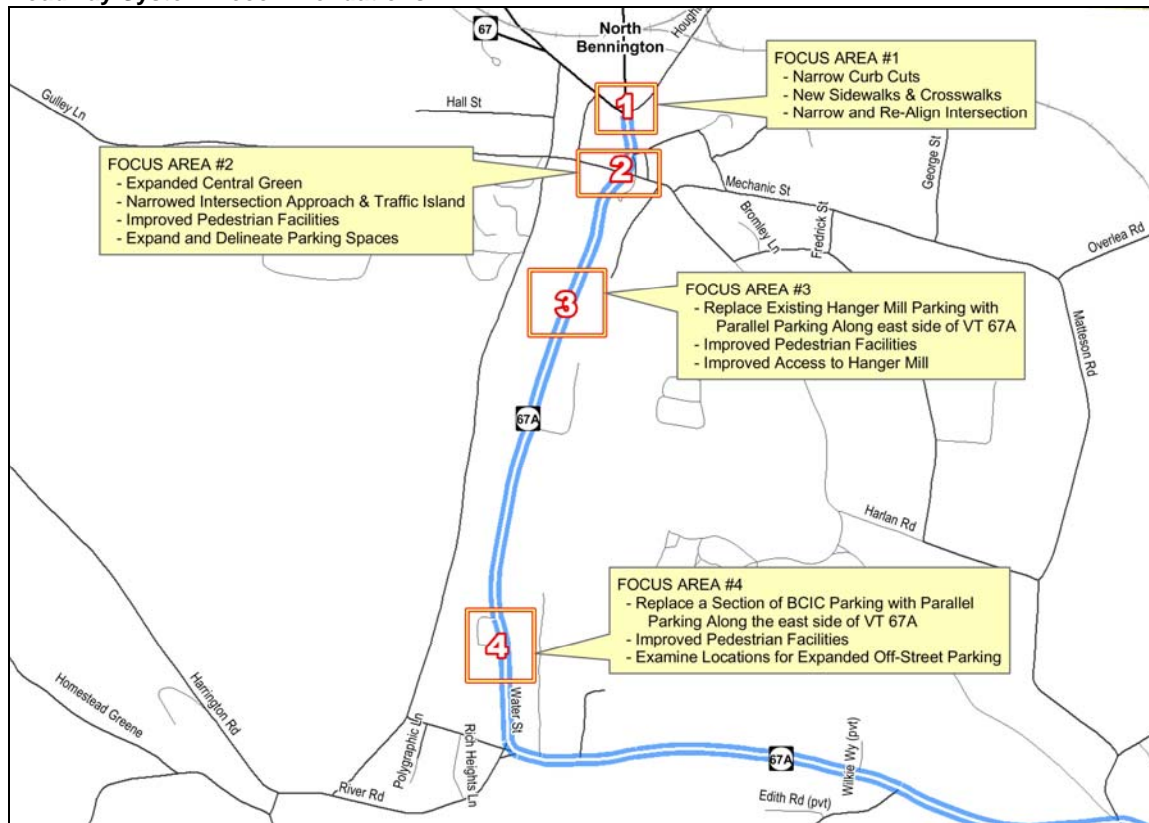 67
North
Bennington
FOCUS AREA #1
- Narrow Curb Cuts
- New Sidewalks & Crosswalks
- Narrow and Re-Align Intersection
Gulley Ln
Hall St
1
FOCUS AREA #2
- Expanded Central Green
- Narrowed Intersection Approach & Traffic Island
- Improved Pedestrian Facilities
- Expand and Delineate Parking Spaces
2
Mechanic St
George St
Bromley Ln
Fredrick St
Overlea Rd
3
FOCUS AREA #3
- Replace Existing Hanger Mill Parking with
Parallel Parking Along east side of VT 67A
- Improved Pedestrian Facilities
- Improved Access to Hanger Mill
Matteson Rd
67A
Harlan Rd
FOCUS AREA #4
- Replace a Section of BCIC Parking with Parallel
Parking Along the east side of VT 67A
- Improved Pedestrian Facilities
- Examine Locations for Expanded Off-Street Parking
4
Harrington Rd
Homestead Greene
Polygraphic Ln
Rich Heights Ln
Water St
River Rd
67A
Wilkie Wy (pvt)
Edith Rd (pvt)